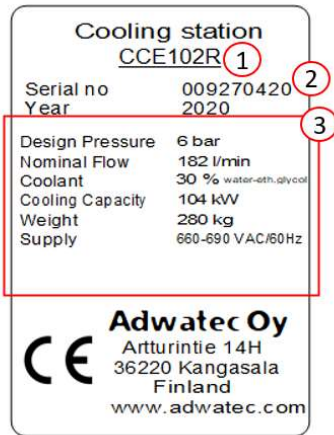 Cooling station
CCE102R 1
Serial no 009270420 2
Year 2020
3
Design Pressure 6 bar
Nominal Flow 182 l/min
Coolant 30 % water-eth.glycol
Cooling Capacity 104 kW
Weight 280 kg
Supply 660-690 VAC/60Hz
CE
Adwatec Oy
Artturintie 14H
36220 Kangasala
Finland
www.adwatec.com